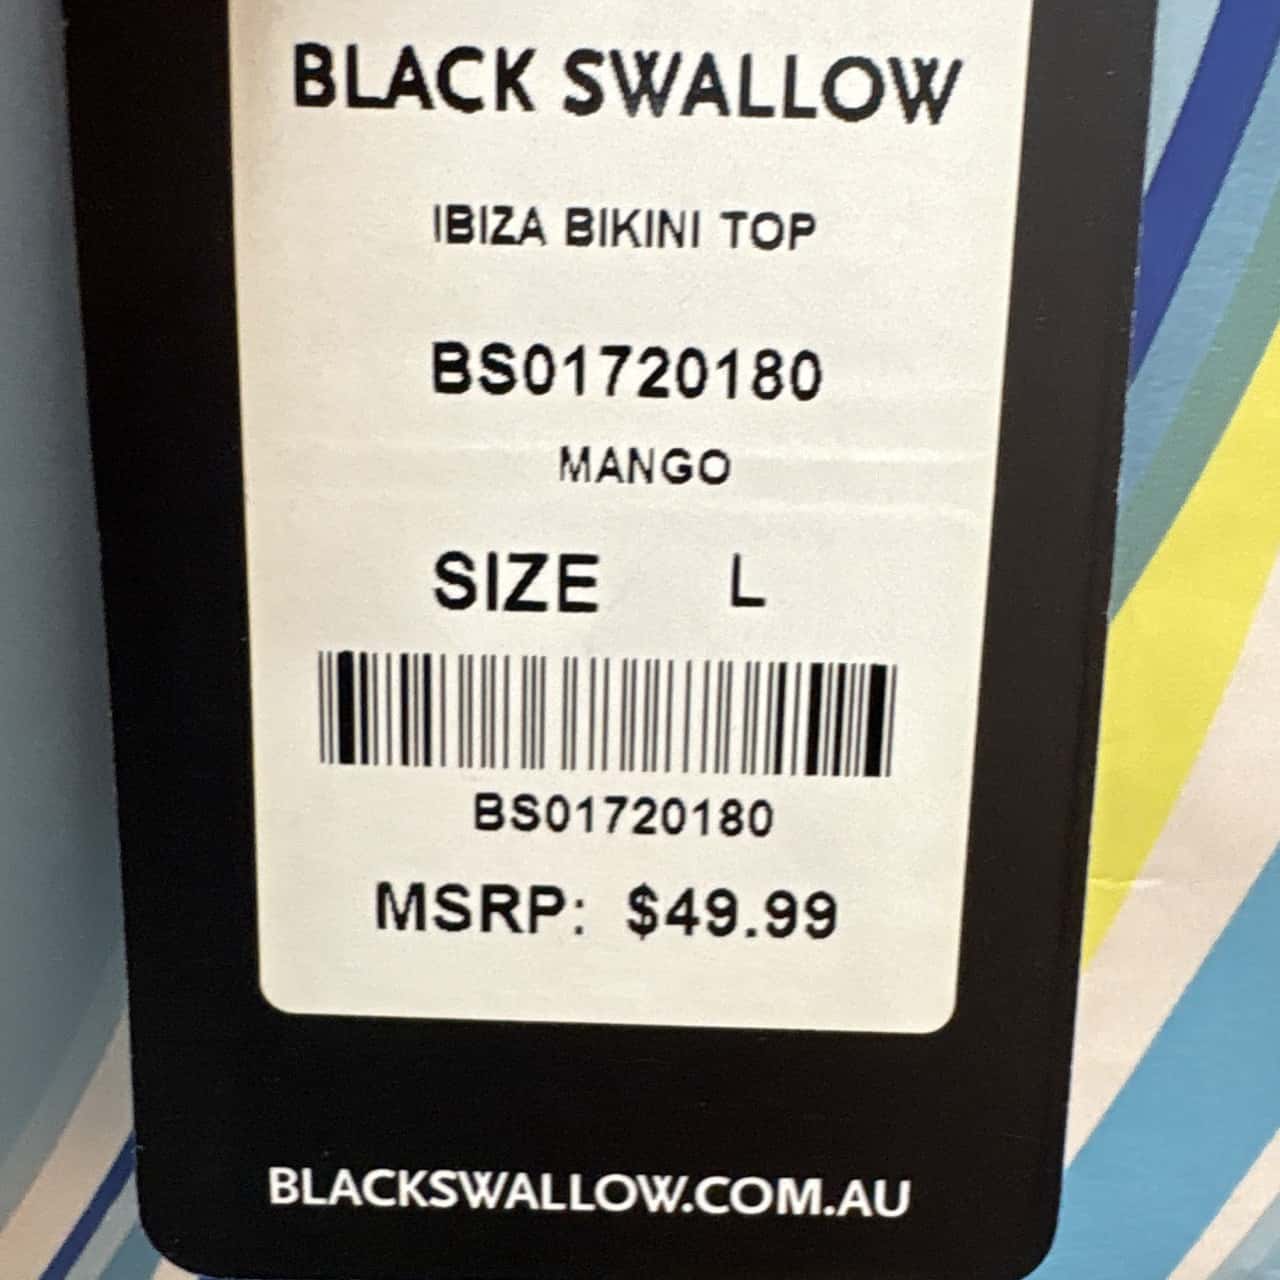 BLACK SWALLOW
IBIZA BIKINI TOP
BS01720180
MANGO
SIZE L
BS01720180
MSRP: $49.99
BLACKSWALLOW.COM.AU